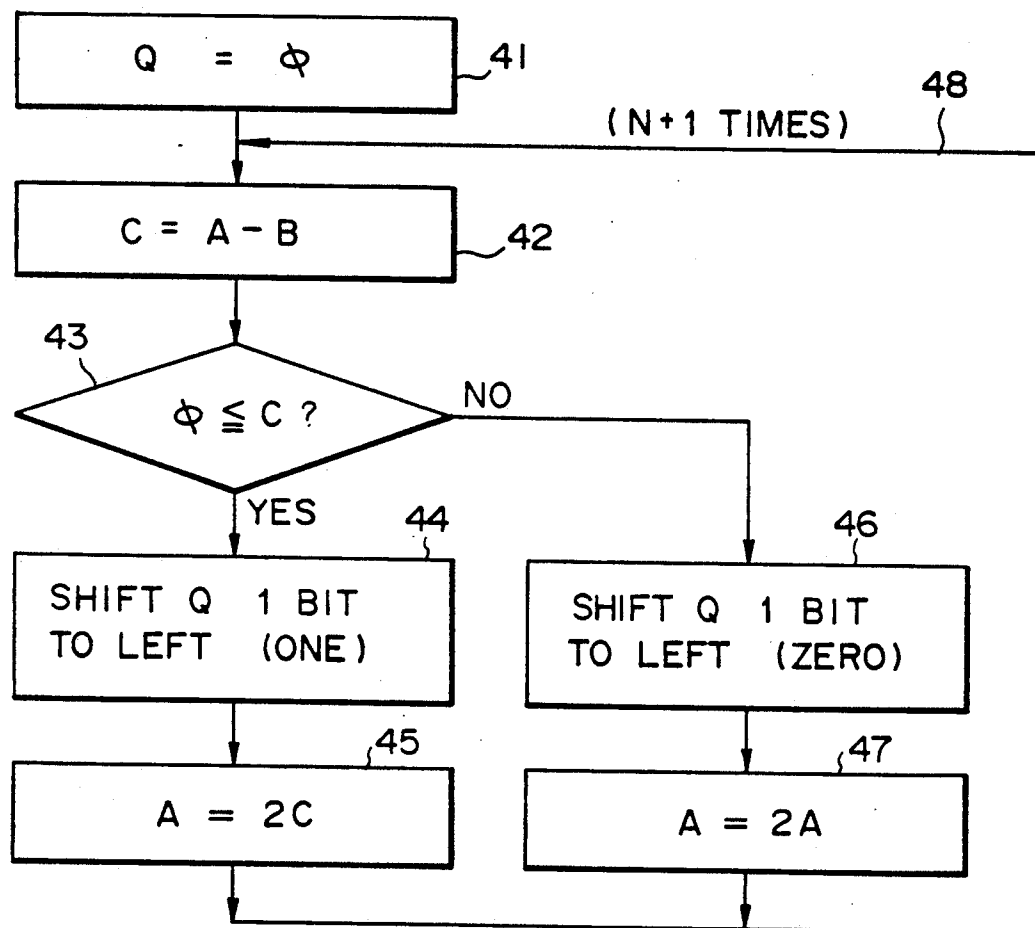 Q = ϕ
41
48
(N+1 TIMES)
C = A - B
42
43
ϕ ≦ C ?
NO
YES
44
46
SHIFT Q 1 BIT
TO LEFT (ONE)
SHIFT Q 1 BIT
TO LEFT (ZERO)
45
47
A = 2C
A = 2A